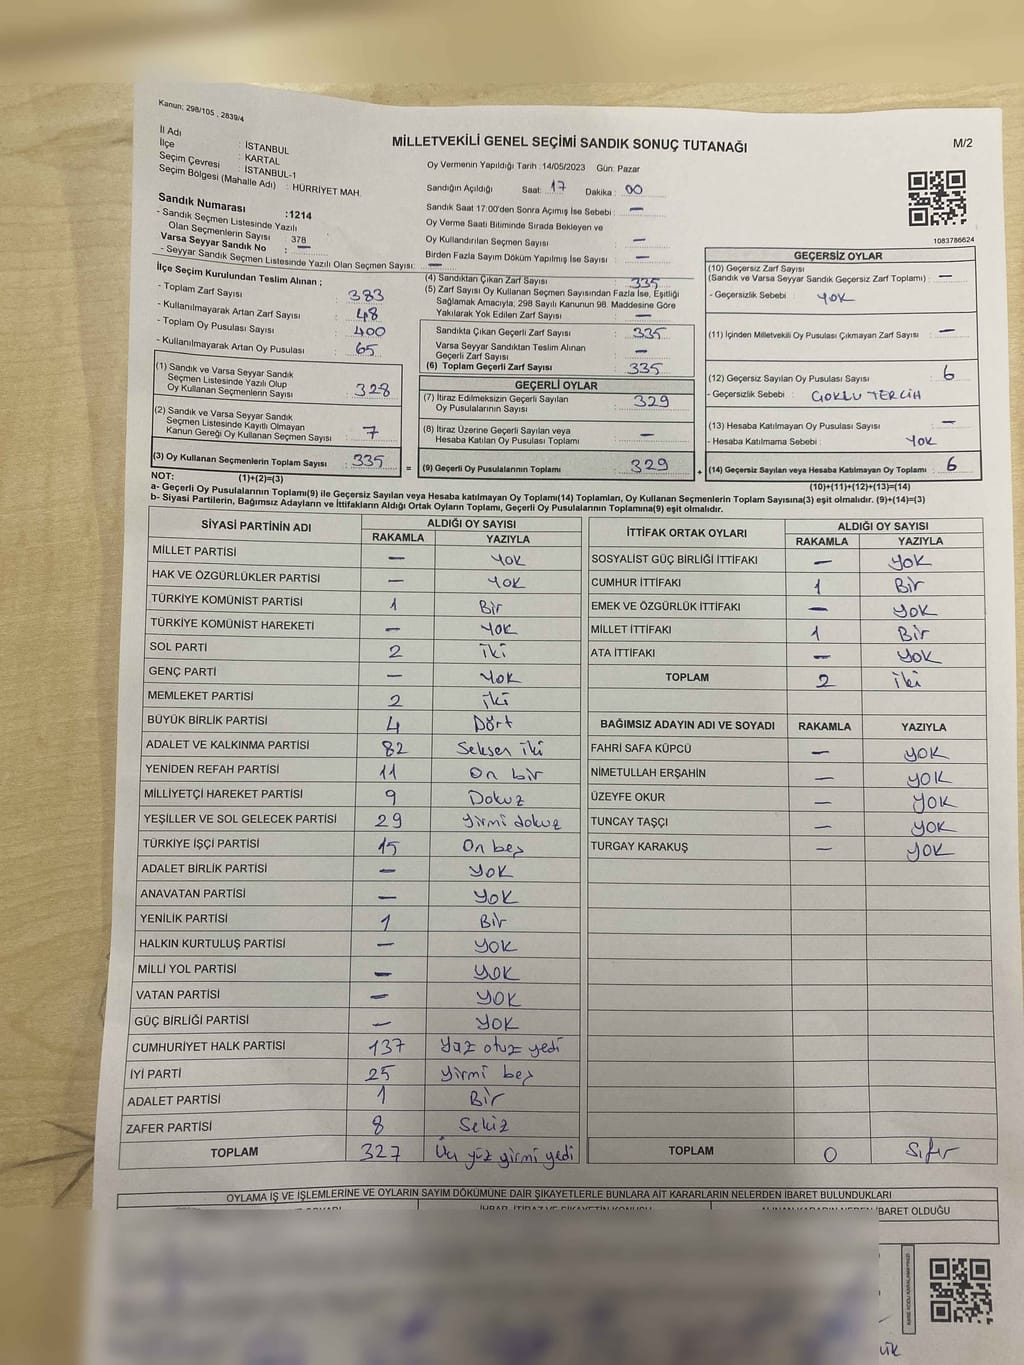 Kanun: 298/105 , 2839/4
İl Adı : İSTANBUL
İlçe : KARTAL
Seçim Çevresi : İSTANBUL-1
Seçim Bölgesi (Mahalle Adı) : HÜRRİYET MAH.
MİLLETVEKİLİ GENEL SEÇİMİ SANDIK SONUÇ TUTANAĞI
M/2
Oy Vermenin Yapıldığı Tarih : 14/05/2023 Gün: Pazar
Sandığın Açıldığı Saat: 17 Dakika : 00
Sandık Saat 17:00'den Sonra Açımış İse Sebebi : —
Oy Verme Saati Bitiminde Sırada Bekleyen ve
Oy Kullandırılan Seçmen Sayısı : —
Birden Fazla Sayım Döküm Yapılmış İse Sayısı : —
1083786624
Sandık Numarası : 1214
- Sandık Seçmen Listesinde Yazılı
Olan Seçmenlerin Sayısı : 378
Varsa Seyyar Sandık No : —
- Seyyar Sandık Seçmen Listesinde Yazılı Olan Seçmen Sayısı: —
İlçe Seçim Kurulundan Teslim Alınan ;
- Toplam Zarf Sayısı : 383
- Kullanılmayarak Artan Zarf Sayısı : 48
- Toplam Oy Pusulası Sayısı : 400
- Kullanılmayarak Artan Oy Pusulası : 65
(1) Sandık ve Varsa Seyyar Sandık
Seçmen Listesinde Yazılı Olup
Oy Kullanan Seçmenlerin Sayısı : 328
(2) Sandık ve Varsa Seyyar Sandık
Seçmen Listesinde Kayıtlı Olmayan
Kanun Gereği Oy Kullanan Seçmen Sayısı : 7
(3) Oy Kullanan Seçmenlerin Toplam Sayısı : 335
(4) Sandıktan Çıkan Zarf Sayısı : 335
(5) Zarf Sayısı Oy Kullanan Seçmen Sayısından Fazla İse, Eşitliği
Sağlamak Amacıyla; 298 Sayılı Kanunun 98. Maddesine Göre
Yakılarak Yok Edilen Zarf Sayısı : —
Sandıkta Çıkan Geçerli Zarf Sayısı : 335
Varsa Seyyar Sandıktan Teslim Alınan
Geçerli Zarf Sayısı : —
(6) Toplam Geçerli Zarf Sayısı : 335
GEÇERLİ OYLAR
(7) İtiraz Edilmeksizin Geçerli Sayılan
Oy Pusulalarının Sayısı : 329
(8) İtiraz Üzerine Geçerli Sayılan veya
Hesaba Katılan Oy Pusulası Toplamı : —
= (9) Geçerli Oy Pusulalarının Toplamı : 329
GEÇERSİZ OYLAR
(10) Geçersiz Zarf Sayısı
(Sandık ve Varsa Seyyar Sandık Geçersiz Zarf Toplamı) : —
- Geçersizlik Sebebi : YOK
(11) İçinden Milletvekili Oy Pusulası Çıkmayan Zarf Sayısı : —
(12) Geçersiz Sayılan Oy Pusulası Sayısı : 6
- Geçersizlik Sebebi : ÇOKLU TERCİH
(13) Hesaba Katılmayan Oy Pusulası Sayısı : —
- Hesaba Katılmama Sebebi : YOK
+ (14) Geçersiz Sayılan veya Hesaba Katılmayan Oy Toplamı : 6
NOT: (1)+(2)=(3) (10)+(11)+(12)+(13)=(14)
a- Geçerli Oy Pusulalarının Toplamı(9) ile Geçersiz Sayılan veya Hesaba katılmayan Oy Toplamı(14) Toplamları, Oy Kullanan Seçmenlerin Toplam Sayısına(3) eşit olmalıdır. (9)+(14)=(3)
b- Siyasi Partilerin, Bağımsız Adayların ve İttifakların Aldığı Ortak Oyların Toplamı, Geçerli Oy Pusulalarının Toplamına(9) eşit olmalıdır.
SİYASİ PARTİNİN ADI ALDIĞI OY SAYISI
RAKAMLA YAZIYLA
MİLLET PARTİSİ — YOK
HAK VE ÖZGÜRLÜKLER PARTİSİ — YOK
TÜRKİYE KOMÜNİST PARTİSİ 1 Bir
TÜRKİYE KOMÜNİST HAREKETİ — YOK
SOL PARTİ 2 iki
GENÇ PARTİ — YOK
MEMLEKET PARTİSİ 2 iki
BÜYÜK BİRLİK PARTİSİ 4 Dört
ADALET VE KALKINMA PARTİSİ 82 Seksen iki
YENİDEN REFAH PARTİSİ 11 On bir
MİLLİYETÇİ HAREKET PARTİSİ 9 Dokuz
YEŞİLLER VE SOL GELECEK PARTİSİ 29 Yirmi dokuz
TÜRKİYE İŞÇİ PARTİSİ 15 On beş
ADALET BİRLİK PARTİSİ — YOK
ANAVATAN PARTİSİ — YOK
YENİLİK PARTİSİ 1 Bir
HALKIN KURTULUŞ PARTİSİ — YOK
MİLLİ YOL PARTİSİ — YOK
VATAN PARTİSİ — YOK
GÜÇ BİRLİĞİ PARTİSİ — YOK
CUMHURİYET HALK PARTİSİ 137 Yüz otuz yedi
İYİ PARTİ 25 Yirmi beş
ADALET PARTİSİ 1 Bir
ZAFER PARTİSİ 8 Sekiz
TOPLAM 327 Üç yüz yirmi yedi
İTTİFAK ORTAK OYLARI ALDIĞI OY SAYISI
RAKAMLA YAZIYLA
SOSYALİST GÜÇ BİRLİĞİ İTTİFAKI — YOK
CUMHUR İTTİFAKI 1 Bir
EMEK VE ÖZGÜRLÜK İTTİFAKI — YOK
MİLLET İTTİFAKI 1 Bir
ATA İTTİFAKI — YOK
TOPLAM 2 iki
BAĞIMSIZ ADAYIN ADI VE SOYADI RAKAMLA YAZIYLA
FAHRİ SAFA KÜPCÜ — YOK
NİMETULLAH ERŞAHİN — YOK
ÜZEYFE OKUR — YOK
TUNCAY TAŞÇI — YOK
TURGAY KARAKUŞ — YOK
TOPLAM 0 Sıfır
OYLAMA İŞ VE İŞLEMLERİNE VE OYLARIN SAYIM DÖKÜMÜNE DAİR ŞİKAYETLERLE BUNLARA AİT KARARLARIN NELERDEN İBARET BULUNDUKLARI
İHBAR, İTİRAZ VE ŞİKAYETİN KONUSU
İBARET OLDUĞU